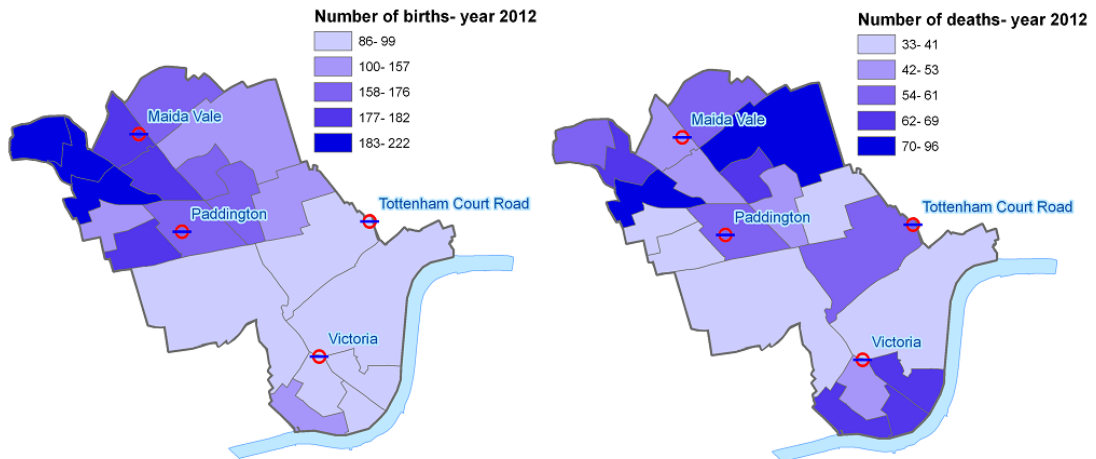 Number of births- year 2012
86- 99
100- 157
158- 176
177- 182
183- 222
Maida Vale
Paddington
Tottenham Court Road
Victoria
Number of deaths- year 2012
33- 41
42- 53
54- 61
62- 69
70- 96
Maida Vale
Paddington
Tottenham Court Road
Victoria